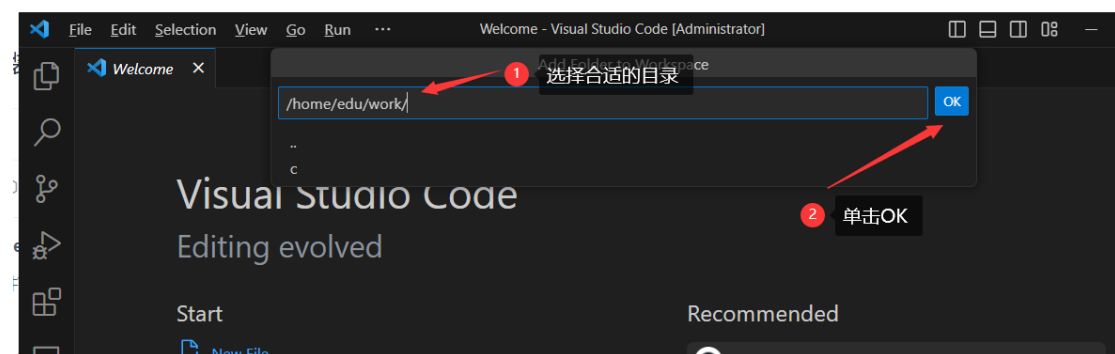 File Edit Selection View Go Run ··· Welcome - Visual Studio Code [Administrator]
Welcome
Add Folder to Workspace
1 选择合适的目录
/home/edu/work/
OK
..
c
Visual Studio Code
2 单击OK
Editing evolved
Start
Recommended
New File